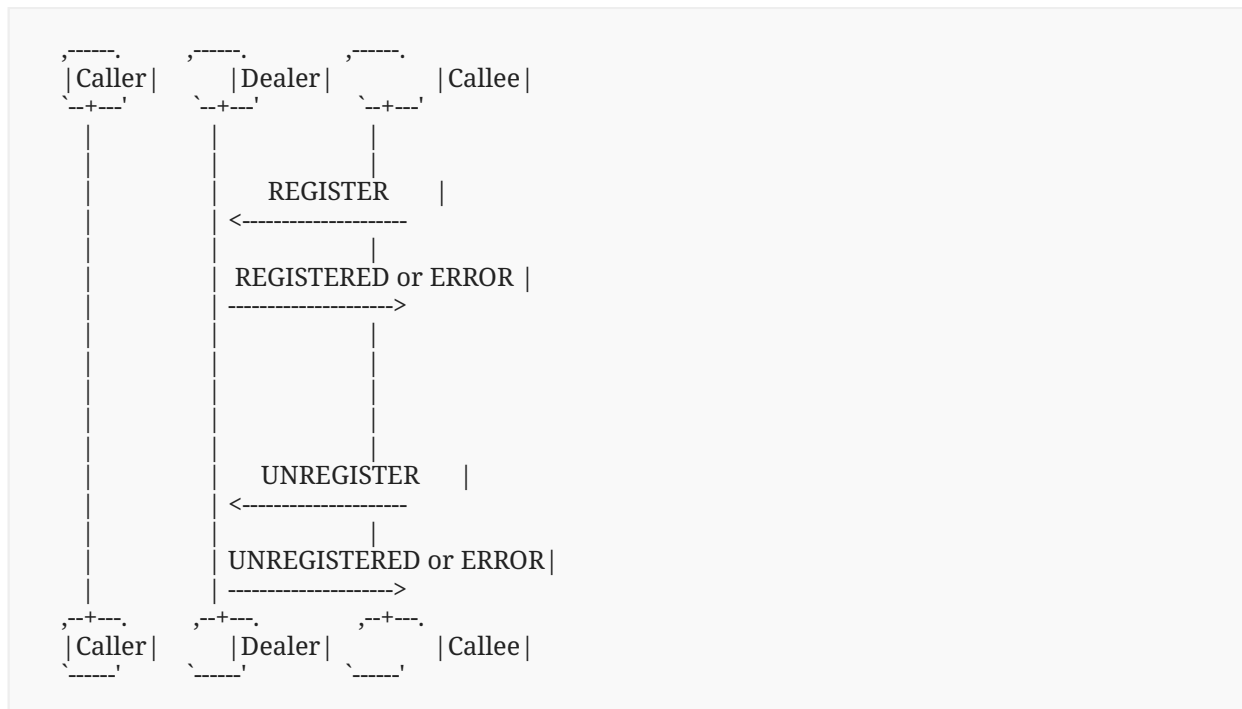 ,------.          ,------.               ,------.
|Caller|          |Dealer|               |Callee|
`--+---'          `--+---'               `--+---'
   |                 |                      |
   |                 |                      |
   |                 |       REGISTER       |
   |                 | <---------------------
   |                 |                      |
   |                 |  REGISTERED or ERROR |
   |                 | --------------------->
   |                 |                      |
   |                 |                      |
   |                 |                      |
   |                 |                      |
   |                 |                      |
   |                 |      UNREGISTER      |
   |                 | <---------------------
   |                 |                      |
   |                 | UNREGISTERED or ERROR|
   |                 | --------------------->
,--+---.          ,--+---.               ,--+---.
|Caller|          |Dealer|               |Callee|
`------'          `------'               `------'